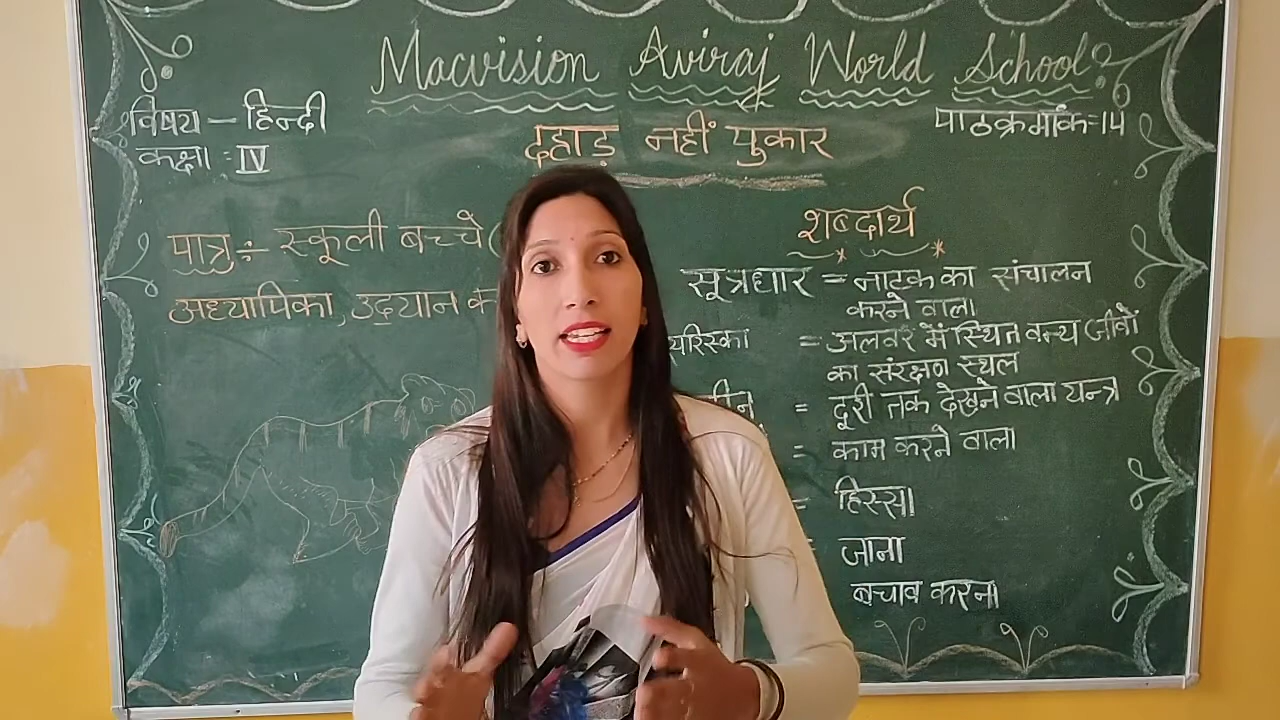 Macvision Aviraj World School
विषय – हिन्दी
पाठक्रमांक=14
कक्षा : IV
दहाड़ नहीं पुकार
पात्र ÷ स्कूली बच्चे (
अध्यापिका, उद्यान
शब्दार्थ
सूत्रधार = नाटक का संचालन
करने वाला
= अलवर में स्थित वन्य जीवों
का संरक्षण स्थल
= दूरी तक देखने वाला यन्त्र
= काम करने वाला
= हिस्सा
= जाना
बचाव करना